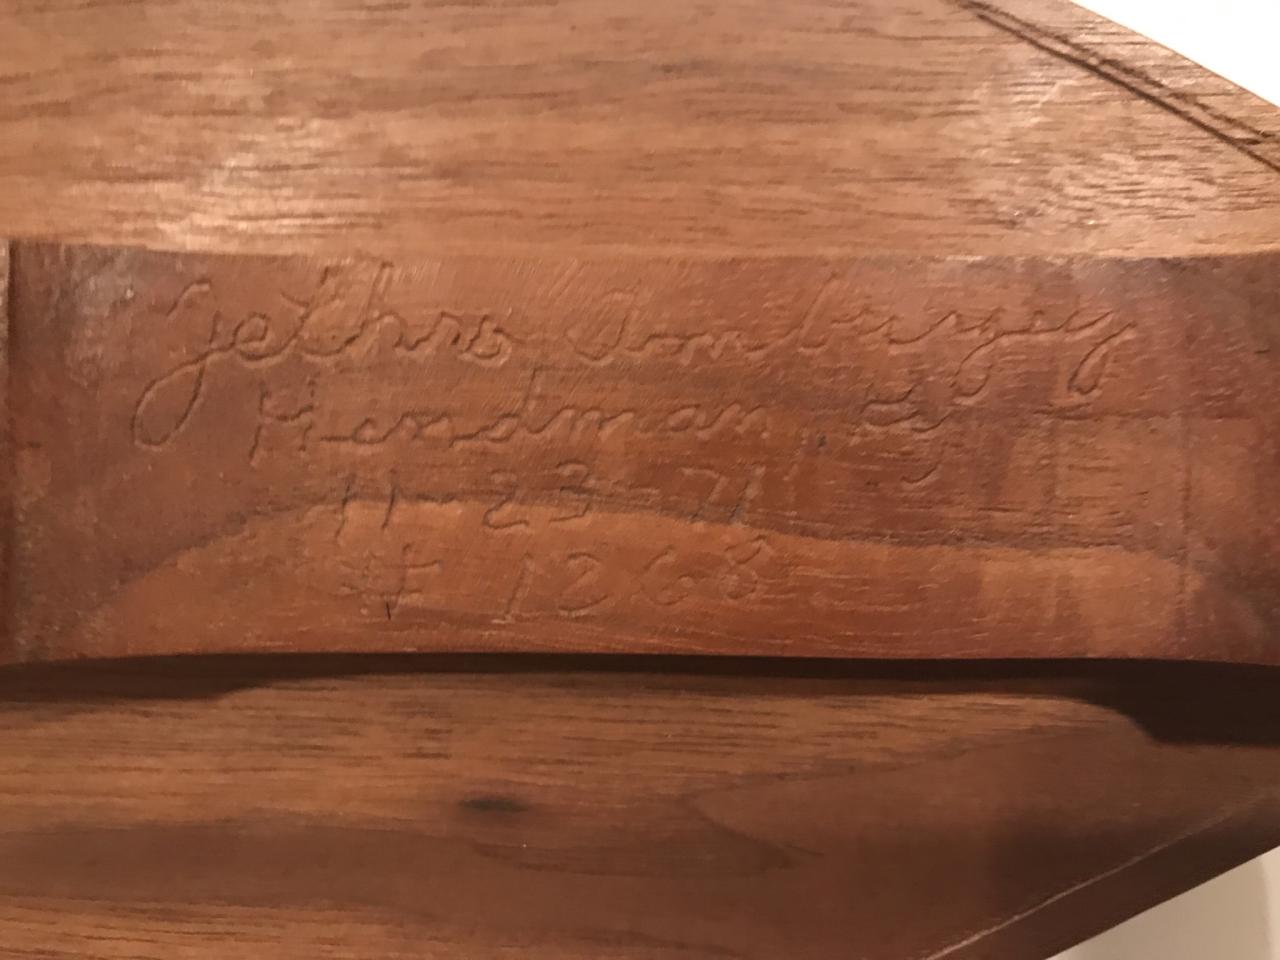 Jethro Amburgey
Hindman, Ky
11-23-71
# 1268